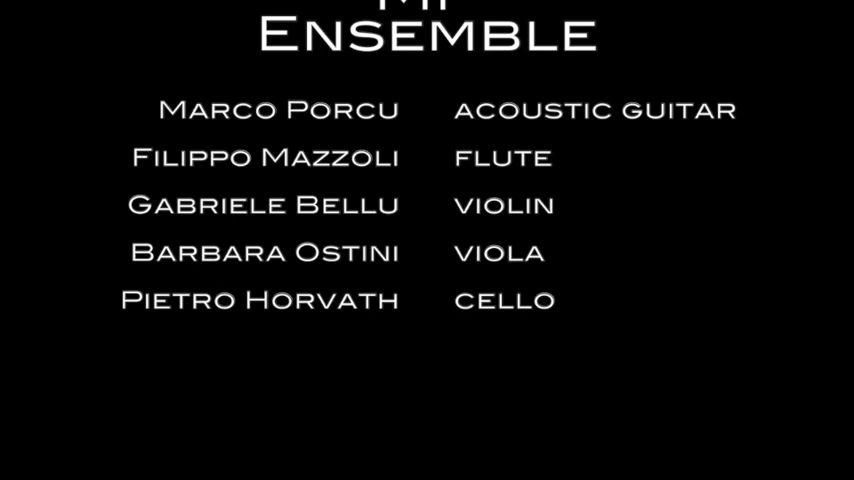 Ensemble
Marco Porcu acoustic guitar
Filippo Mazzoli flute
Gabriele Bellu violin
Barbara Ostini viola
Pietro Horvath cello